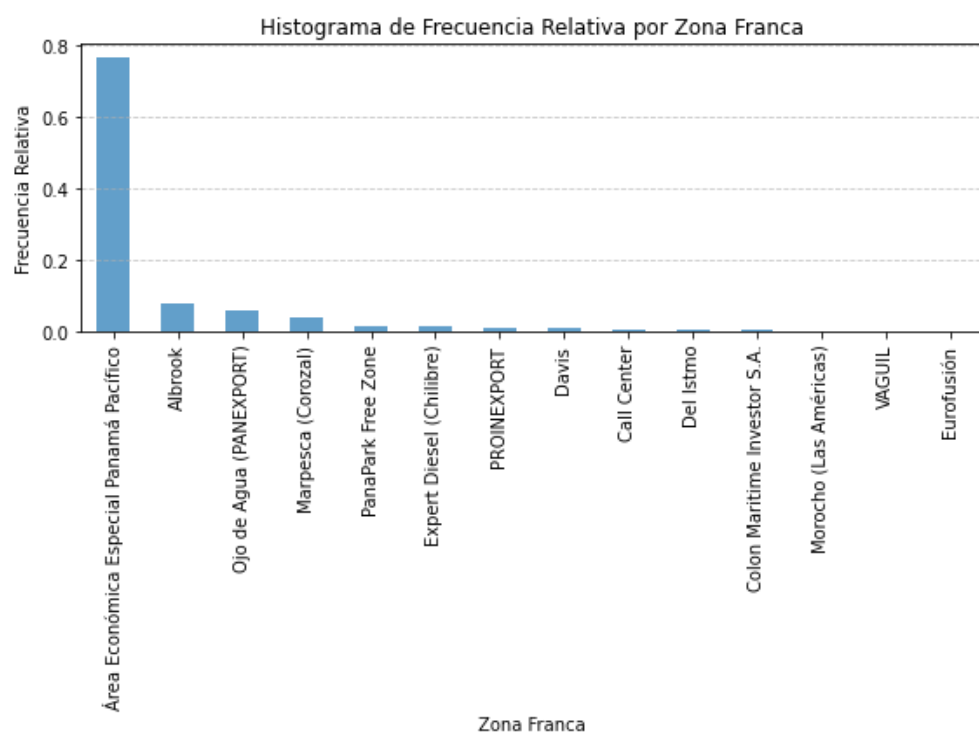 Histograma de Frecuencia Relativa por Zona Franca
Frecuencia Relativa
0.8
0.6
0.4
0.2
0.0
Área Económica Especial Panamá Pacífico
Albrook
Ojo de Agua (PANEXPORT)
Marpesca (Corozal)
PanaPark Free Zone
Expert Diesel (Chilibre)
PROINEXPORT
Davis
Call Center
Del Istmo
Colon Maritime Investor S.A.
Morocho (Las Américas)
VAGUIL
Eurofusión
Zona Franca